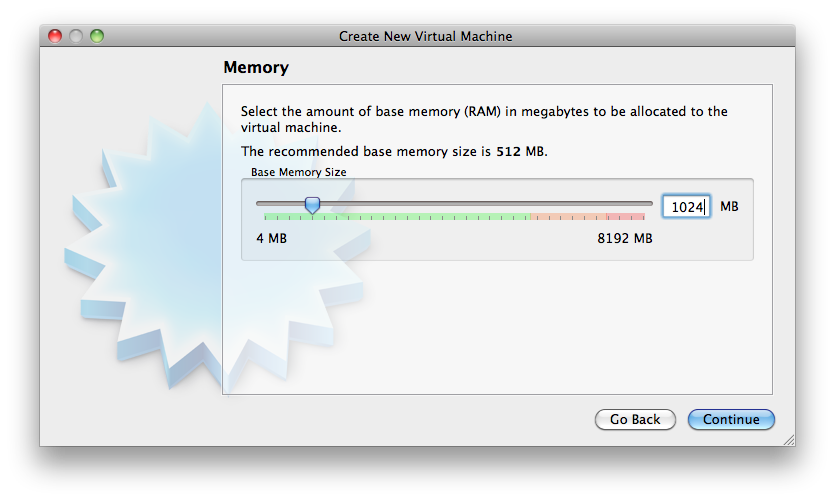 Create New Virtual Machine
Memory
Select the amount of base memory (RAM) in megabytes to be allocated to the
virtual machine.
The recommended base memory size is 512 MB.
Base Memory Size
1024 MB
4 MB 8192 MB
Go Back Continue